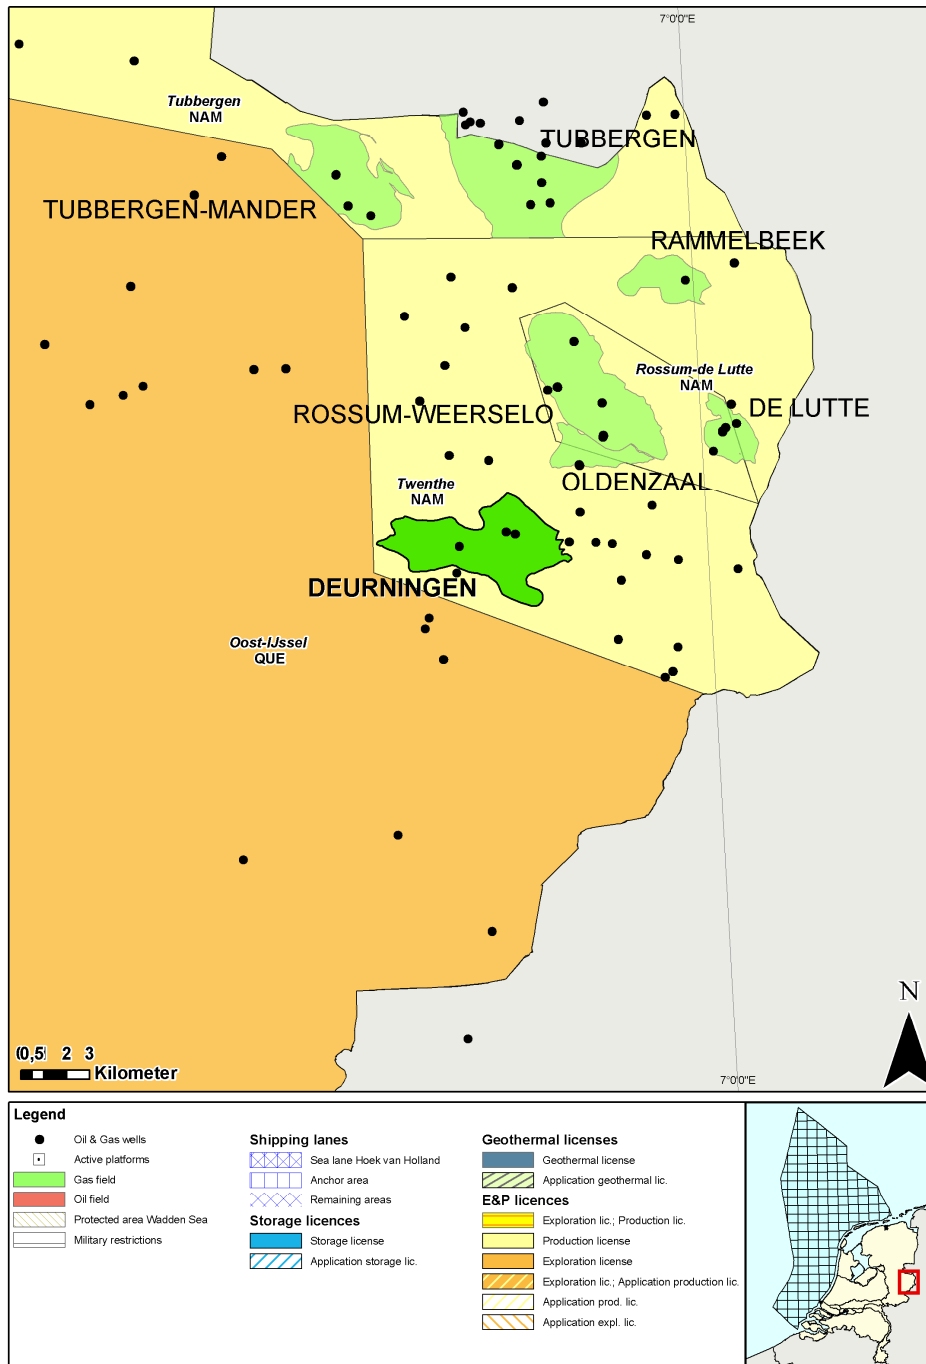 7°0'0"E
Tubbergen
NAM
TUBBERGEN
TUBBERGEN-MANDER
RAMMELBEEK
Rossum-de Lutte
NAM
ROSSUM-WEERSELO
DE LUTTE
OLDENZAAL
Twenthe
NAM
DEURNINGEN
Oost-IJssel
QUE
N
0,5 2 3
Kilometer
7°0'0"E
Legend
Oil & Gas wells
Active platforms
Gas field
Oil field
Protected area Wadden Sea
Military restrictions
Shipping lanes
Sea lane Hoek van Holland
Anchor area
Remaining areas
Storage licences
Storage license
Application storage lic.
Geothermal licenses
Geothermal license
Application geothermal lic.
E&P licences
Exploration lic.; Production lic.
Production license
Exploration license
Exploration lic.; Application production lic.
Application prod. lic.
Application expl. lic.